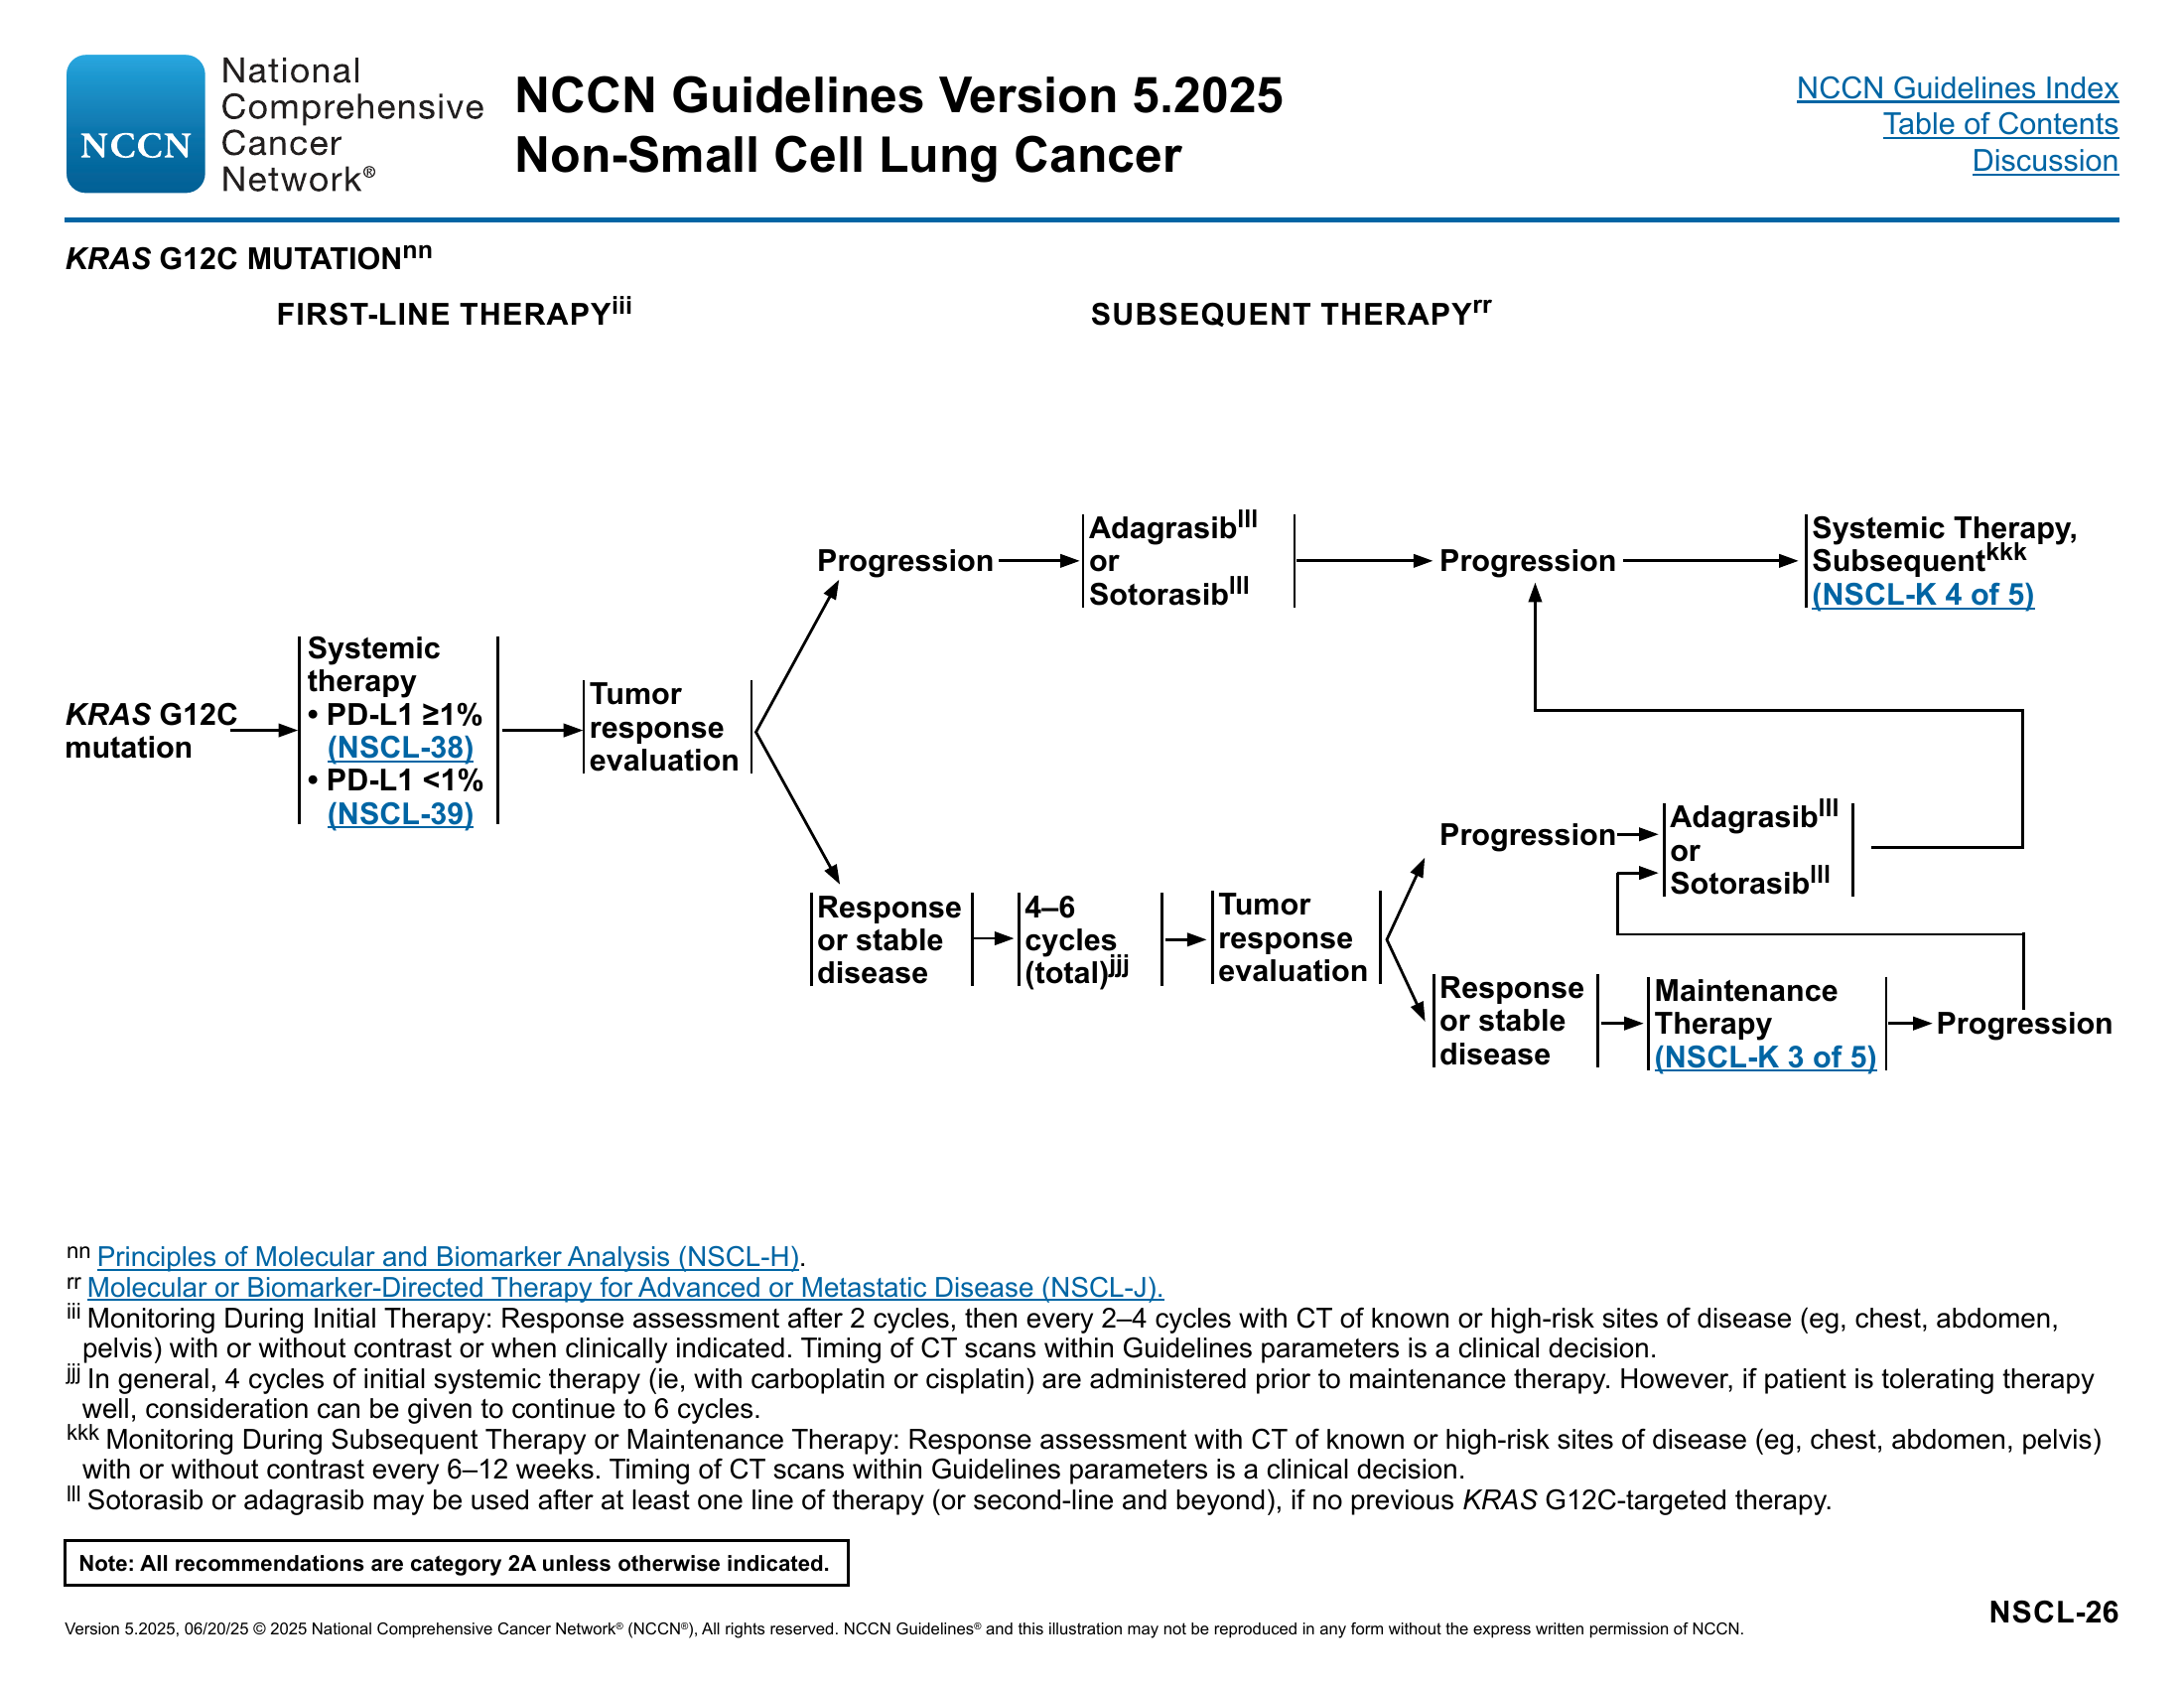 NCCN
National
Comprehensive
Cancer
Network®
NCCN Guidelines Version 5.2025
Non-Small Cell Lung Cancer
NCCN Guidelines Index
Table of Contents
Discussion
KRAS G12C MUTATIONnn
FIRST-LINE THERAPYiii
SUBSEQUENT THERAPYrr
KRAS G12C
mutation
Systemic
therapy
• PD-L1 ≥1%
(NSCL-38)
• PD-L1 <1%
(NSCL-39)
Tumor
response
evaluation
Progression
Adagrasiblll
or
Sotorasiblll
Progression
Systemic Therapy,
Subsequentkkk
(NSCL-K 4 of 5)
Response
or stable
disease
4–6
cycles
(total)jjj
Tumor
response
evaluation
Progression
Adagrasiblll
or
Sotorasiblll
Response
or stable
disease
Maintenance
Therapy
(NSCL-K 3 of 5)
Progression
nn Principles of Molecular and Biomarker Analysis (NSCL-H).
rr Molecular or Biomarker-Directed Therapy for Advanced or Metastatic Disease (NSCL-J).
iii Monitoring During Initial Therapy: Response assessment after 2 cycles, then every 2–4 cycles with CT of known or high-risk sites of disease (eg, chest, abdomen,
pelvis) with or without contrast or when clinically indicated. Timing of CT scans within Guidelines parameters is a clinical decision.
jjj In general, 4 cycles of initial systemic therapy (ie, with carboplatin or cisplatin) are administered prior to maintenance therapy. However, if patient is tolerating therapy
well, consideration can be given to continue to 6 cycles.
kkk Monitoring During Subsequent Therapy or Maintenance Therapy: Response assessment with CT of known or high-risk sites of disease (eg, chest, abdomen, pelvis)
with or without contrast every 6–12 weeks. Timing of CT scans within Guidelines parameters is a clinical decision.
lll Sotorasib or adagrasib may be used after at least one line of therapy (or second-line and beyond), if no previous KRAS G12C-targeted therapy.
Note: All recommendations are category 2A unless otherwise indicated.
NSCL-26
Version 5.2025, 06/20/25 © 2025 National Comprehensive Cancer Network® (NCCN®), All rights reserved. NCCN Guidelines® and this illustration may not be reproduced in any form without the express written permission of NCCN.